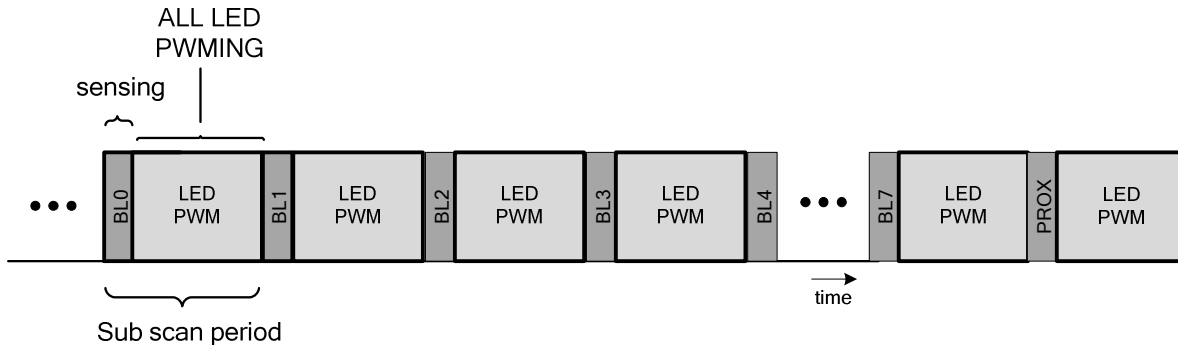 ALL LED
PWMING
sensing
BL0
LED
PWM
BL1
LED
PWM
BL2
LED
PWM
BL3
LED
PWM
BL4
BL7
LED
PWM
PROX
LED
PWM
time
Sub scan period